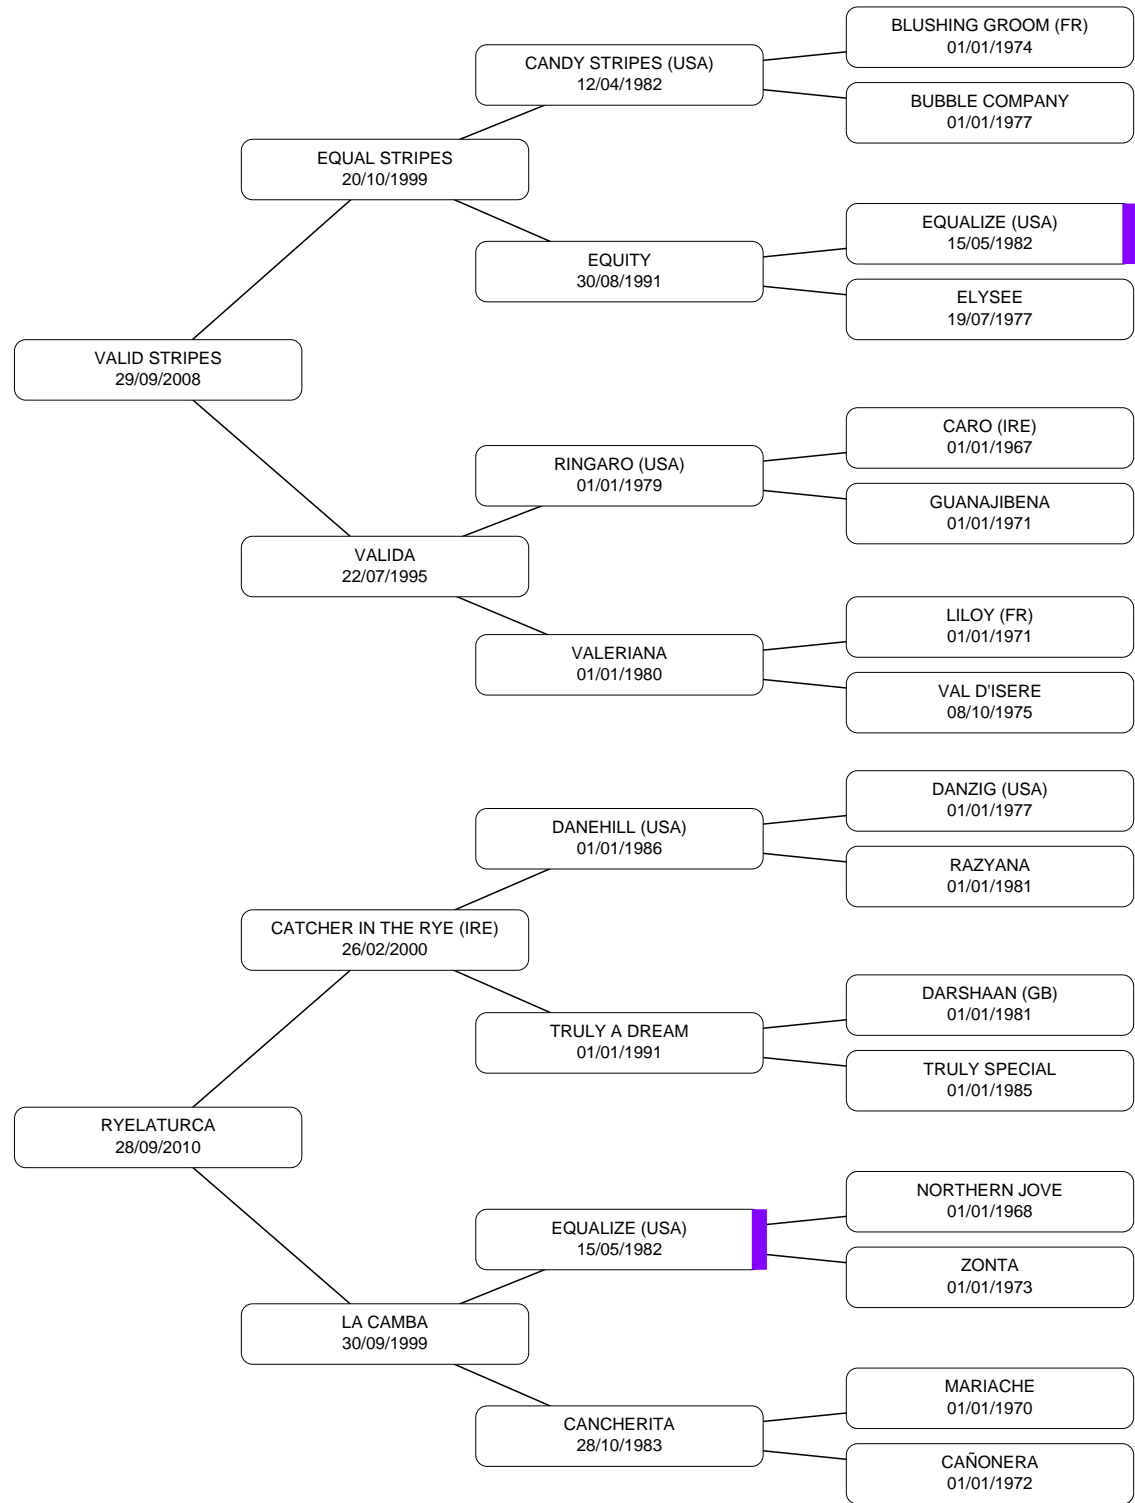 BLUSHING GROOM (FR)
01/01/1974
CANDY STRIPES (USA)
12/04/1982
BUBBLE COMPANY
01/01/1977
EQUAL STRIPES
20/10/1999
EQUALIZE (USA)
15/05/1982
EQUITY
30/08/1991
ELYSEE
19/07/1977
VALID STRIPES
29/09/2008
CARO (IRE)
01/01/1967
RINGARO (USA)
01/01/1979
GUANAJIBENA
01/01/1971
VALIDA
22/07/1995
LILOY (FR)
01/01/1971
VALERIANA
01/01/1980
VAL D'ISERE
08/10/1975
DANZIG (USA)
01/01/1977
DANEHILL (USA)
01/01/1986
RAZYANA
01/01/1981
CATCHER IN THE RYE (IRE)
26/02/2000
DARSHAAN (GB)
01/01/1981
TRULY A DREAM
01/01/1991
TRULY SPECIAL
01/01/1985
RYELATURCA
28/09/2010
NORTHERN JOVE
01/01/1968
EQUALIZE (USA)
15/05/1982
ZONTA
01/01/1973
LA CAMBA
30/09/1999
MARIACHE
01/01/1970
CANCHERITA
28/10/1983
CAÑONERA
01/01/1972